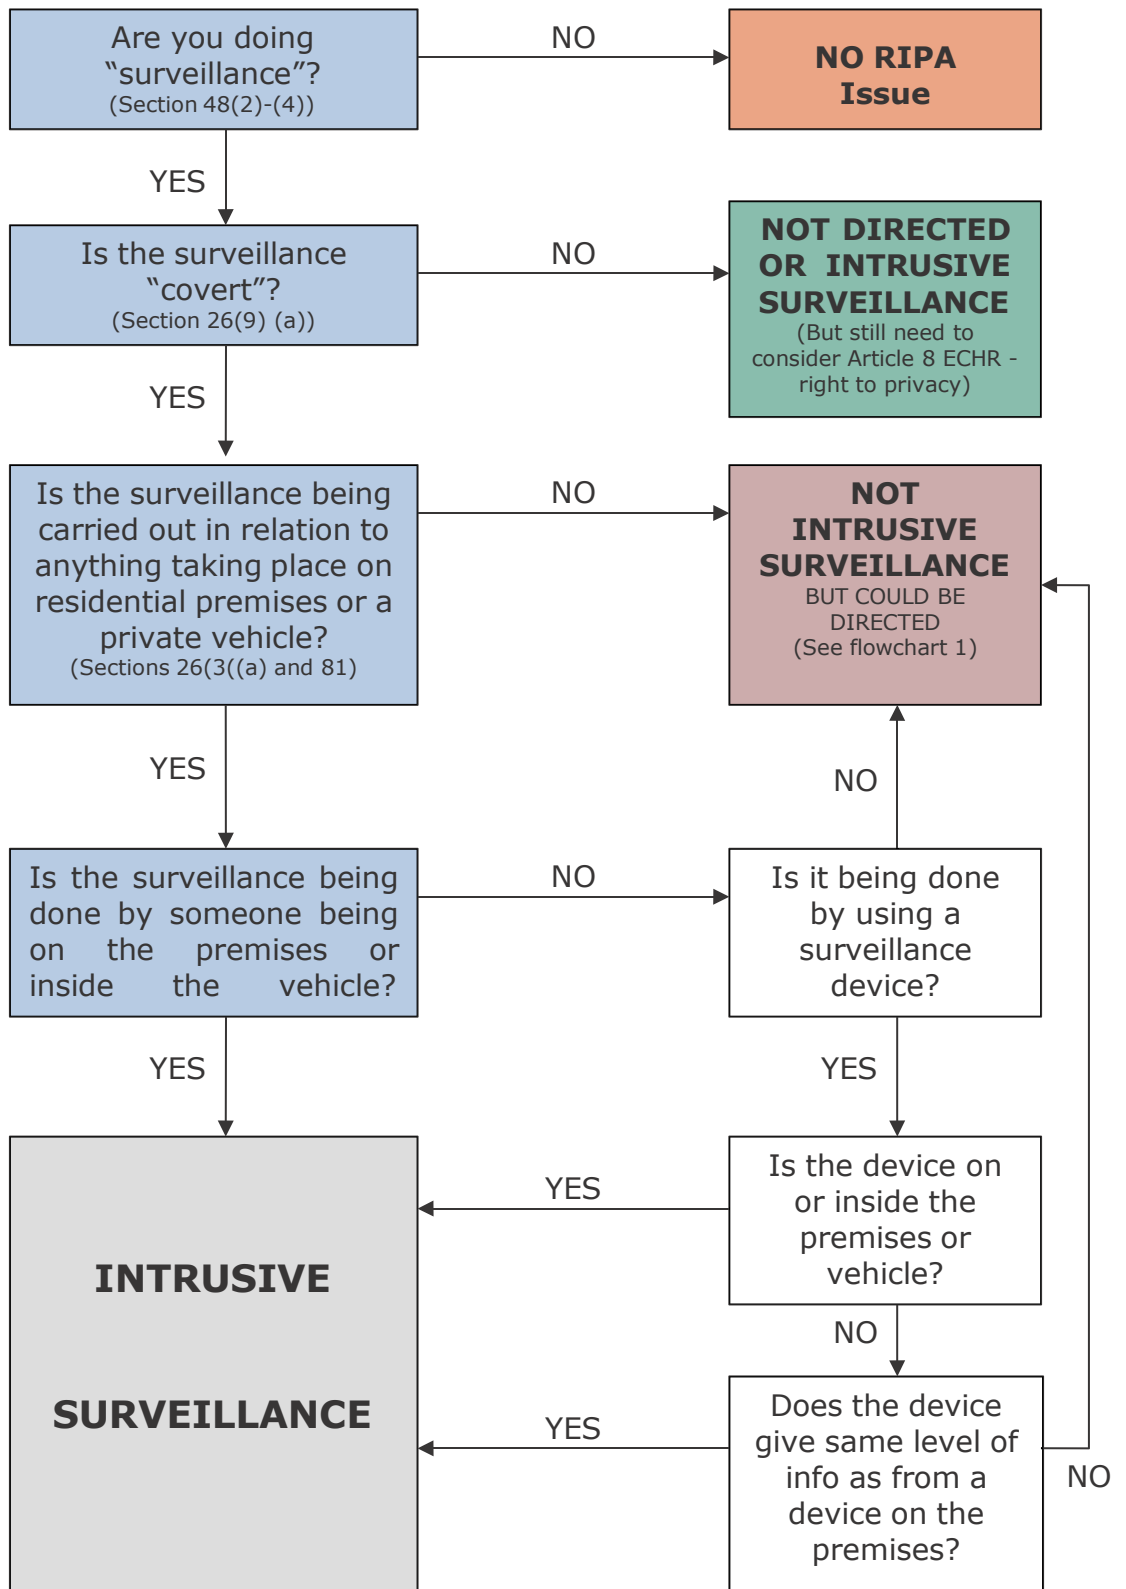 Are you doing
“surveillance”?
(Section 48(2)-(4))
NO
NO RIPA
Issue
YES
Is the surveillance
“covert”?
(Section 26(9) (a))
NO
NOT DIRECTED
OR INTRUSIVE
SURVEILLANCE
(But still need to
consider Article 8 ECHR -
right to privacy)
YES
Is the surveillance being
carried out in relation to
anything taking place on
residential premises or a
private vehicle?
(Sections 26(3((a) and 81)
NO
NOT
INTRUSIVE
SURVEILLANCE
BUT COULD BE
DIRECTED
(See flowchart 1)
YES
NO
Is the surveillance being
done by someone being
on the premises or
inside the vehicle?
NO
Is it being done
by using a
surveillance
device?
YES
YES
INTRUSIVE
SURVEILLANCE
YES
Is the device on
or inside the
premises or
vehicle?
NO
YES
Does the device
give same level of
info as from a
device on the
premises?
NO